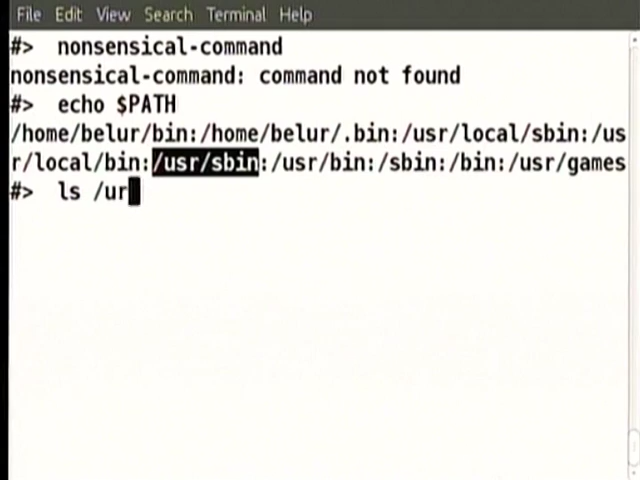 File Edit View Search Terminal Help
#> nonsensical-command
nonsensical-command: command not found
#> echo $PATH
/home/belur/bin:/home/belur/.bin:/usr/local/sbin:/us
r/local/bin:/usr/sbin:/usr/bin:/sbin:/bin:/usr/games
#> ls /ur